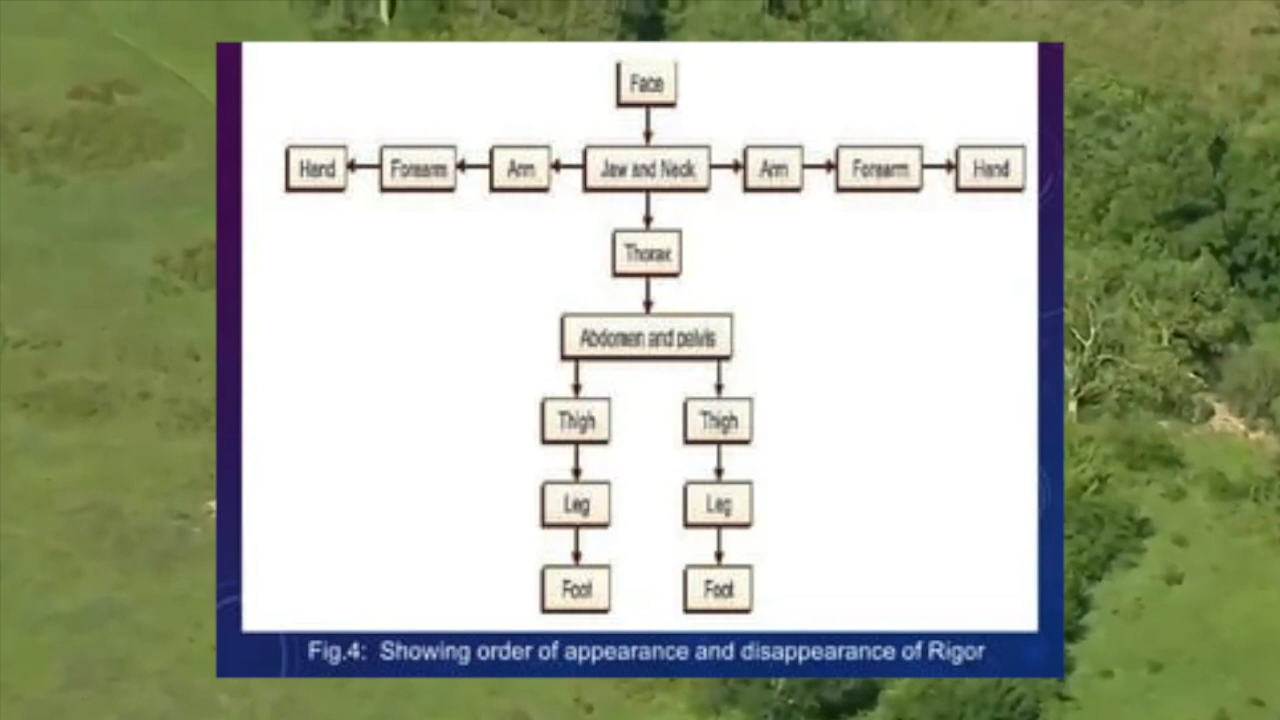 Face
Hand Forearm Arm Jaw and Neck Arm Forearm Hand
Thorax
Abdomen and pelvis
Thigh Thigh
Leg Leg
Foot Foot
Fig.4: Showing order of appearance and disappearance of Rigor